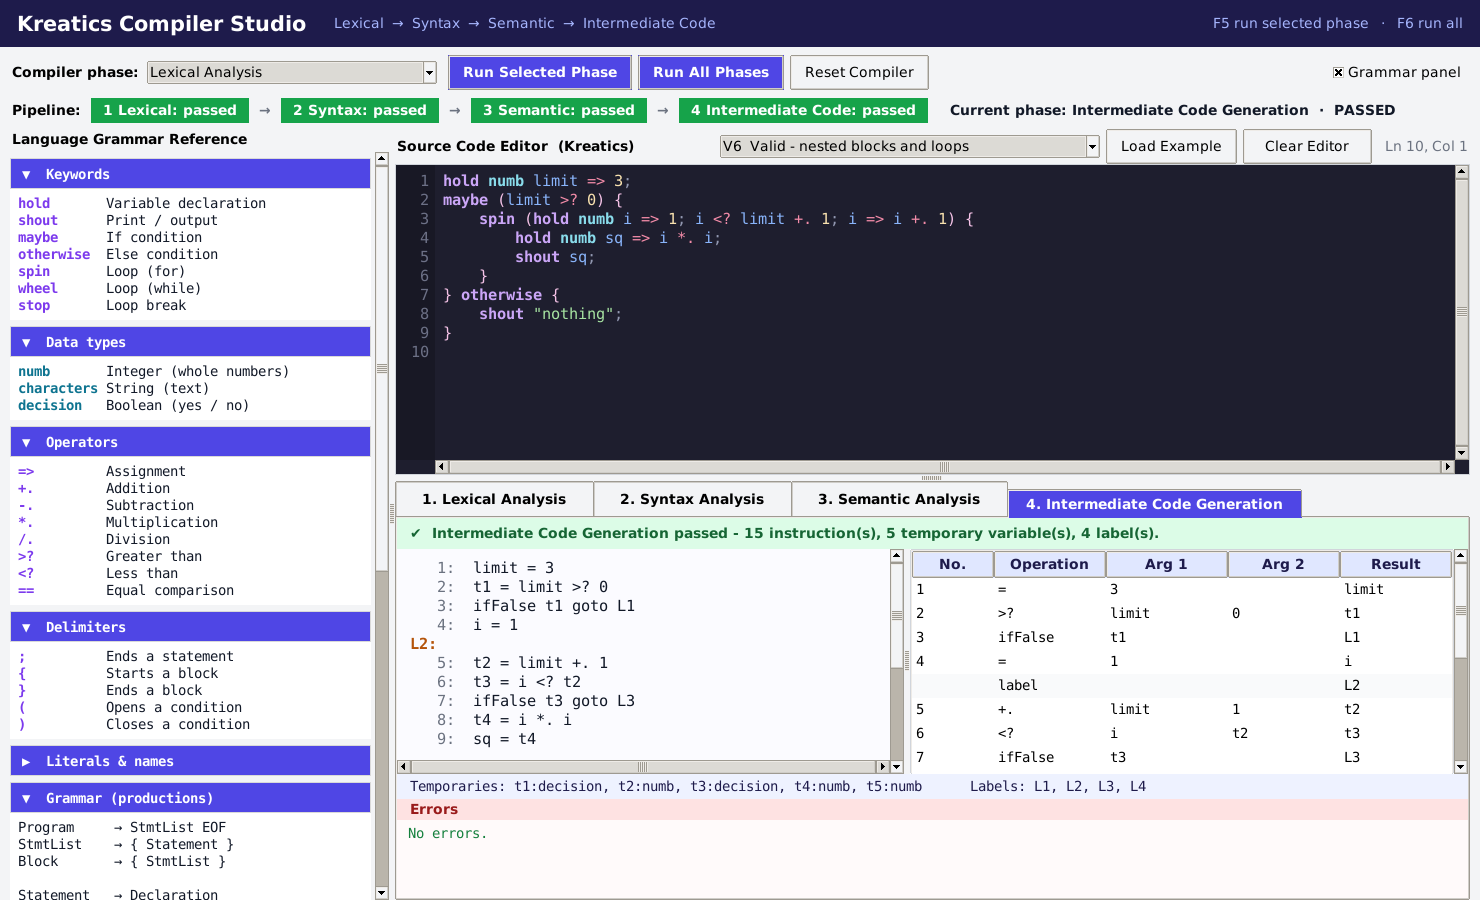 Kreatics Compiler Studio Lexical → Syntax → Semantic → Intermediate Code F5 run selected phase · F6 run all
Compiler phase: Lexical Analysis Run Selected Phase Run All Phases Reset Compiler Grammar panel
Pipeline: 1 Lexical: passed → 2 Syntax: passed → 3 Semantic: passed → 4 Intermediate Code: passed Current phase: Intermediate Code Generation · PASSED
Language Grammar Reference
▼ Keywords
hold Variable declaration
shout Print / output
maybe If condition
otherwise Else condition
spin Loop (for)
wheel Loop (while)
stop Loop break
▼ Data types
numb Integer (whole numbers)
characters String (text)
decision Boolean (yes / no)
▼ Operators
=> Assignment
+. Addition
-. Subtraction
*. Multiplication
/. Division
>? Greater than
<? Less than
== Equal comparison
▼ Delimiters
; Ends a statement
{ Starts a block
} Ends a block
( Opens a condition
) Closes a condition
▶ Literals & names
▼ Grammar (productions)
Program → StmtList EOF
StmtList → { Statement }
Block → { StmtList }
Statement → Declaration
Source Code Editor (Kreatics) V6 Valid - nested blocks and loops Load Example Clear Editor Ln 10, Col 1
1 hold numb limit => 3;
2 maybe (limit >? 0) {
3 spin (hold numb i => 1; i <? limit +. 1; i => i +. 1) {
4 hold numb sq => i *. i;
5 shout sq;
6 }
7 } otherwise {
8 shout "nothing";
9 }
10
1. Lexical Analysis 2. Syntax Analysis 3. Semantic Analysis 4. Intermediate Code Generation
✔ Intermediate Code Generation passed - 15 instruction(s), 5 temporary variable(s), 4 label(s).
1: limit = 3
2: t1 = limit >? 0
3: ifFalse t1 goto L1
4: i = 1
L2:
5: t2 = limit +. 1
6: t3 = i <? t2
7: ifFalse t3 goto L3
8: t4 = i *. i
9: sq = t4
No. Operation Arg 1 Arg 2 Result
1 = 3 limit
2 >? limit 0 t1
3 ifFalse t1 L1
4 = 1 i
label L2
5 +. limit 1 t2
6 <? i t2 t3
7 ifFalse t3 L3
Temporaries: t1:decision, t2:numb, t3:decision, t4:numb, t5:numb Labels: L1, L2, L3, L4
Errors
No errors.